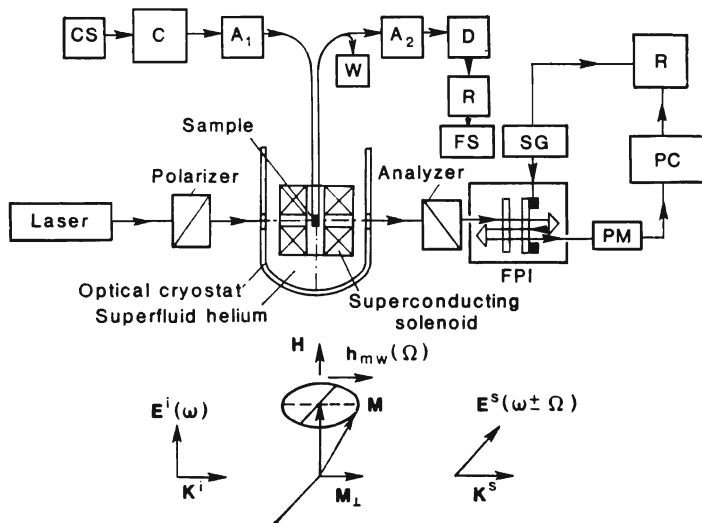 CS
C
A₁
W
A₂
D
R
FS
SG
R
PC
Sample
Polarizer
Analyzer
Laser
PM
FPI
Optical cryostat
Superfluid helium
Superconducting
solenoid
H
h_mw(Ω)
Eⁱ(ω)
M
Eˢ(ω±Ω)
Kⁱ
M⊥
Kˢ